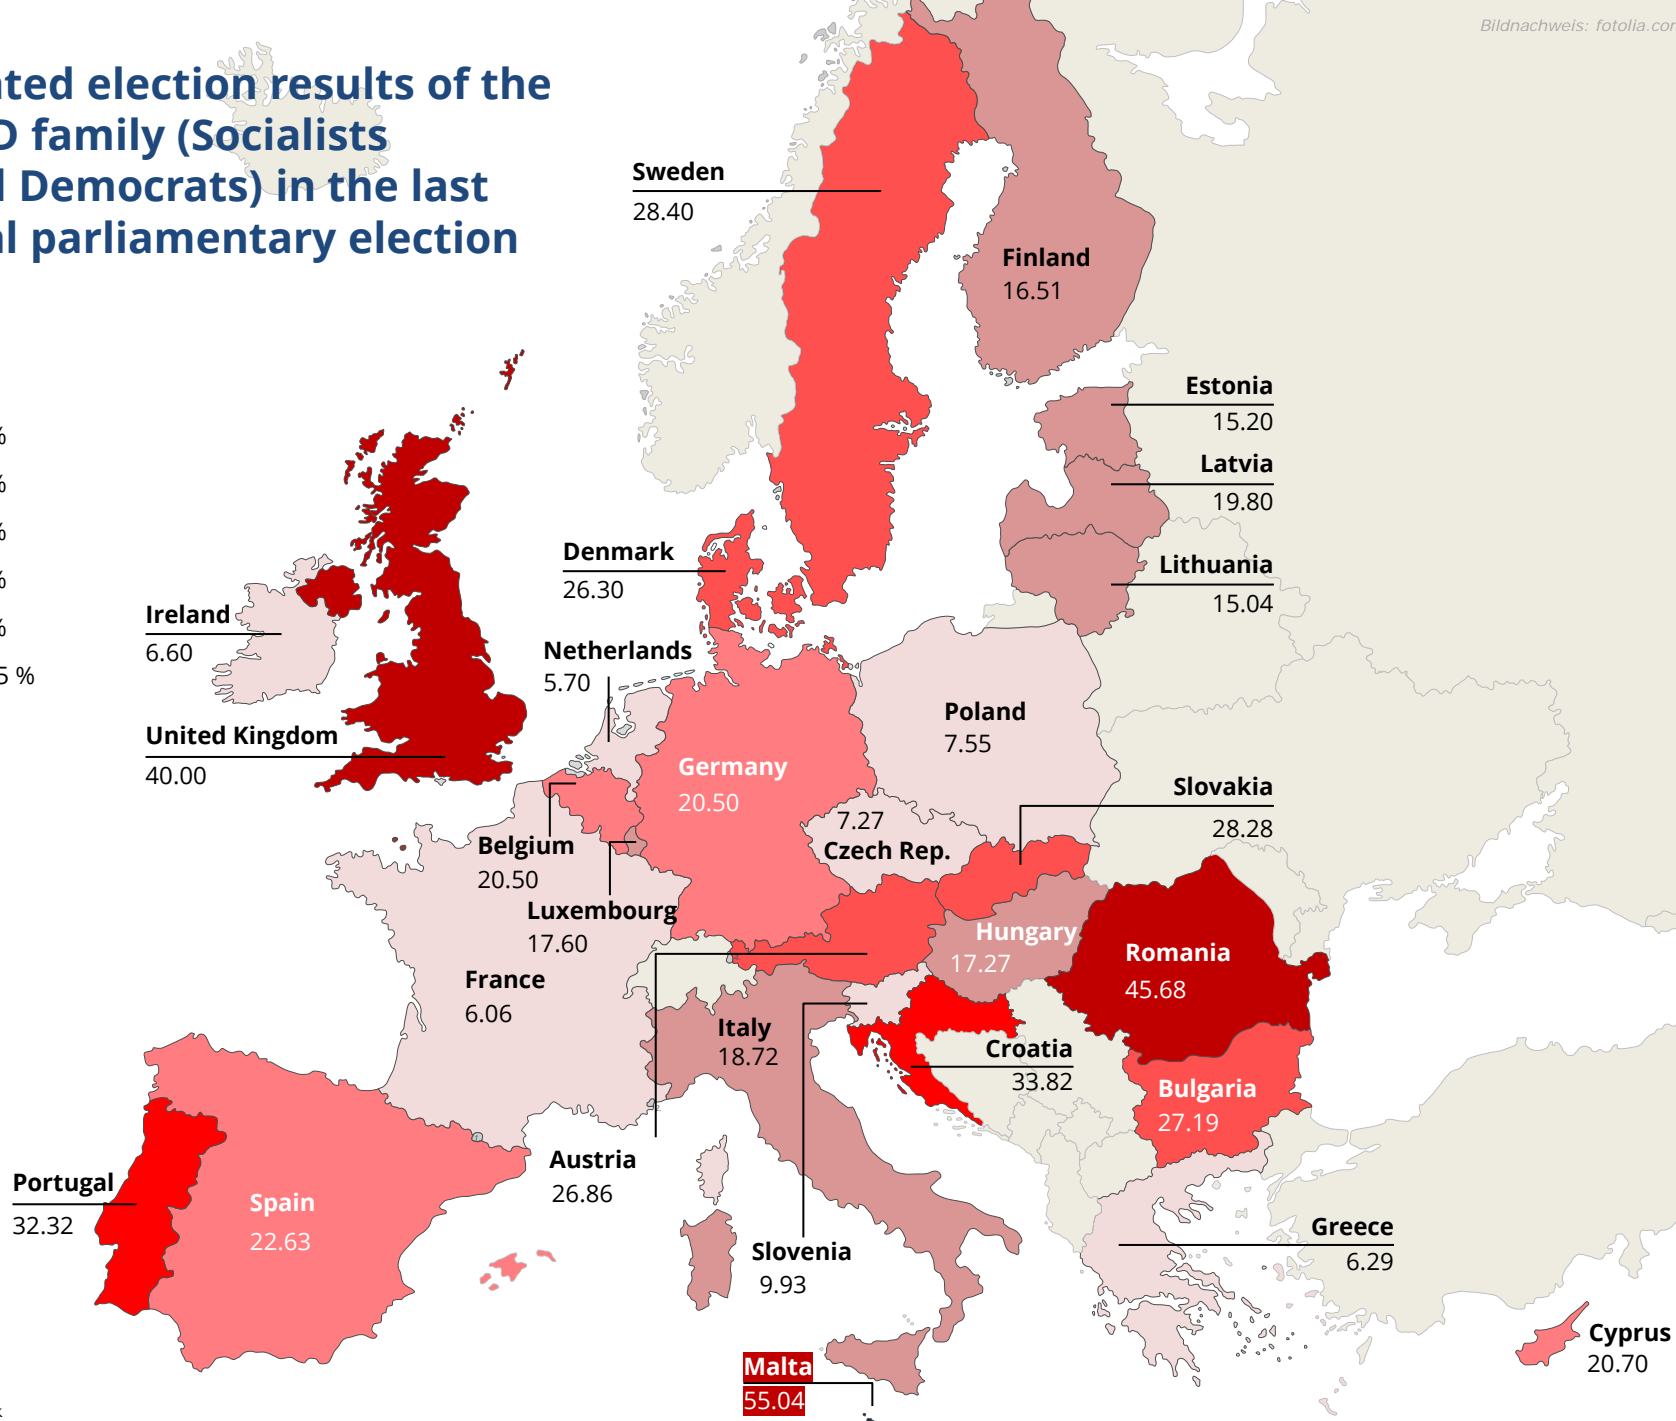 Bildnachweis: fotolia.co
election results of the
family (Socialists
Democrats) in the last
parliamentary election
%
%
%
%
%
5 %
Sweden
28.40
Finland
16.51
Estonia
15.20
Latvia
19.80
Lithuania
15.04
Denmark
26.30
Ireland
6.60
Netherlands
5.70
United Kingdom
40.00
Poland
7.55
Germany
20.50
Slovakia
28.28
7.27
Czech Rep.
Belgium
20.50
Luxembourg
17.60
Hungary
17.27
Romania
45.68
France
6.06
Italy
18.72
Croatia
33.82
Bulgaria
27.19
Austria
26.86
Portugal
32.32
Spain
22.63
Slovenia
9.93
Greece
6.29
Cyprus
20.70
Malta
55.04